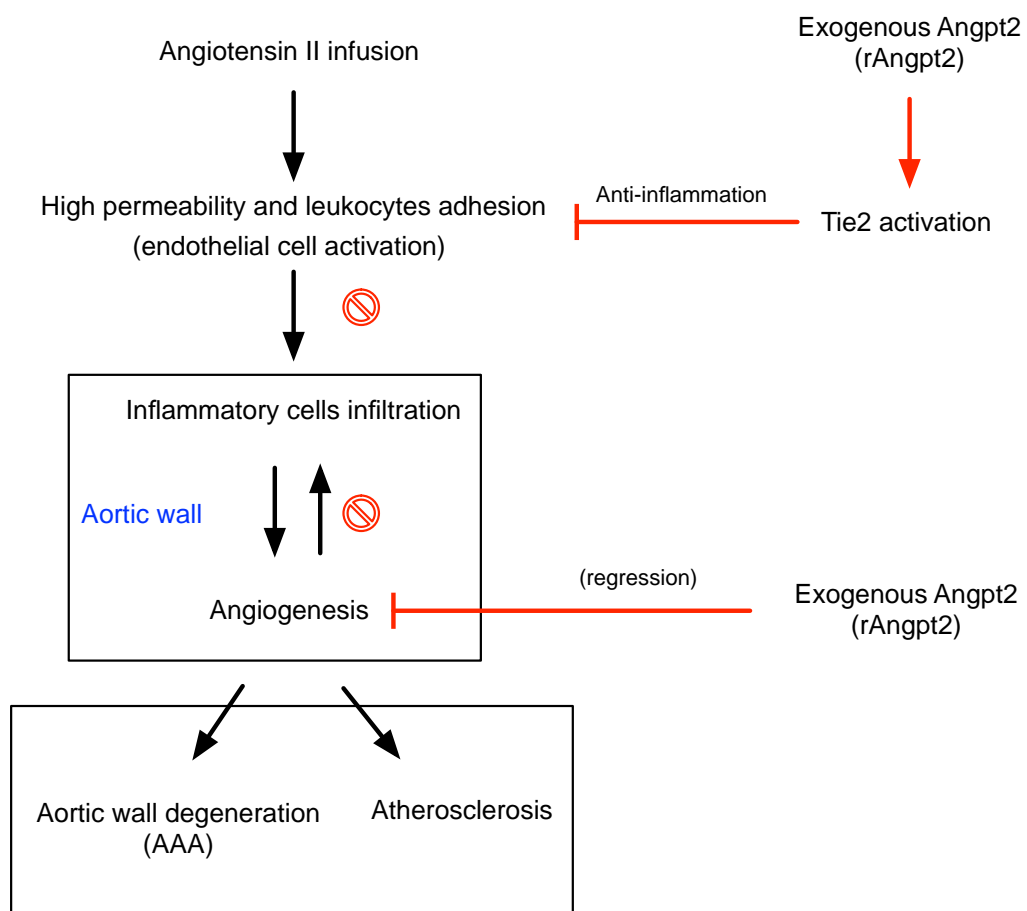 Angiotensin II infusion
Exogenous Angpt2
(rAngpt2)
High permeability and leukocytes adhesion
(endothelial cell activation)
Anti-inflammation
Tie2 activation
Inflammatory cells infiltration
Aortic wall
Angiogenesis
(regression)
Exogenous Angpt2
(rAngpt2)
Aortic wall degeneration
(AAA)
Atherosclerosis